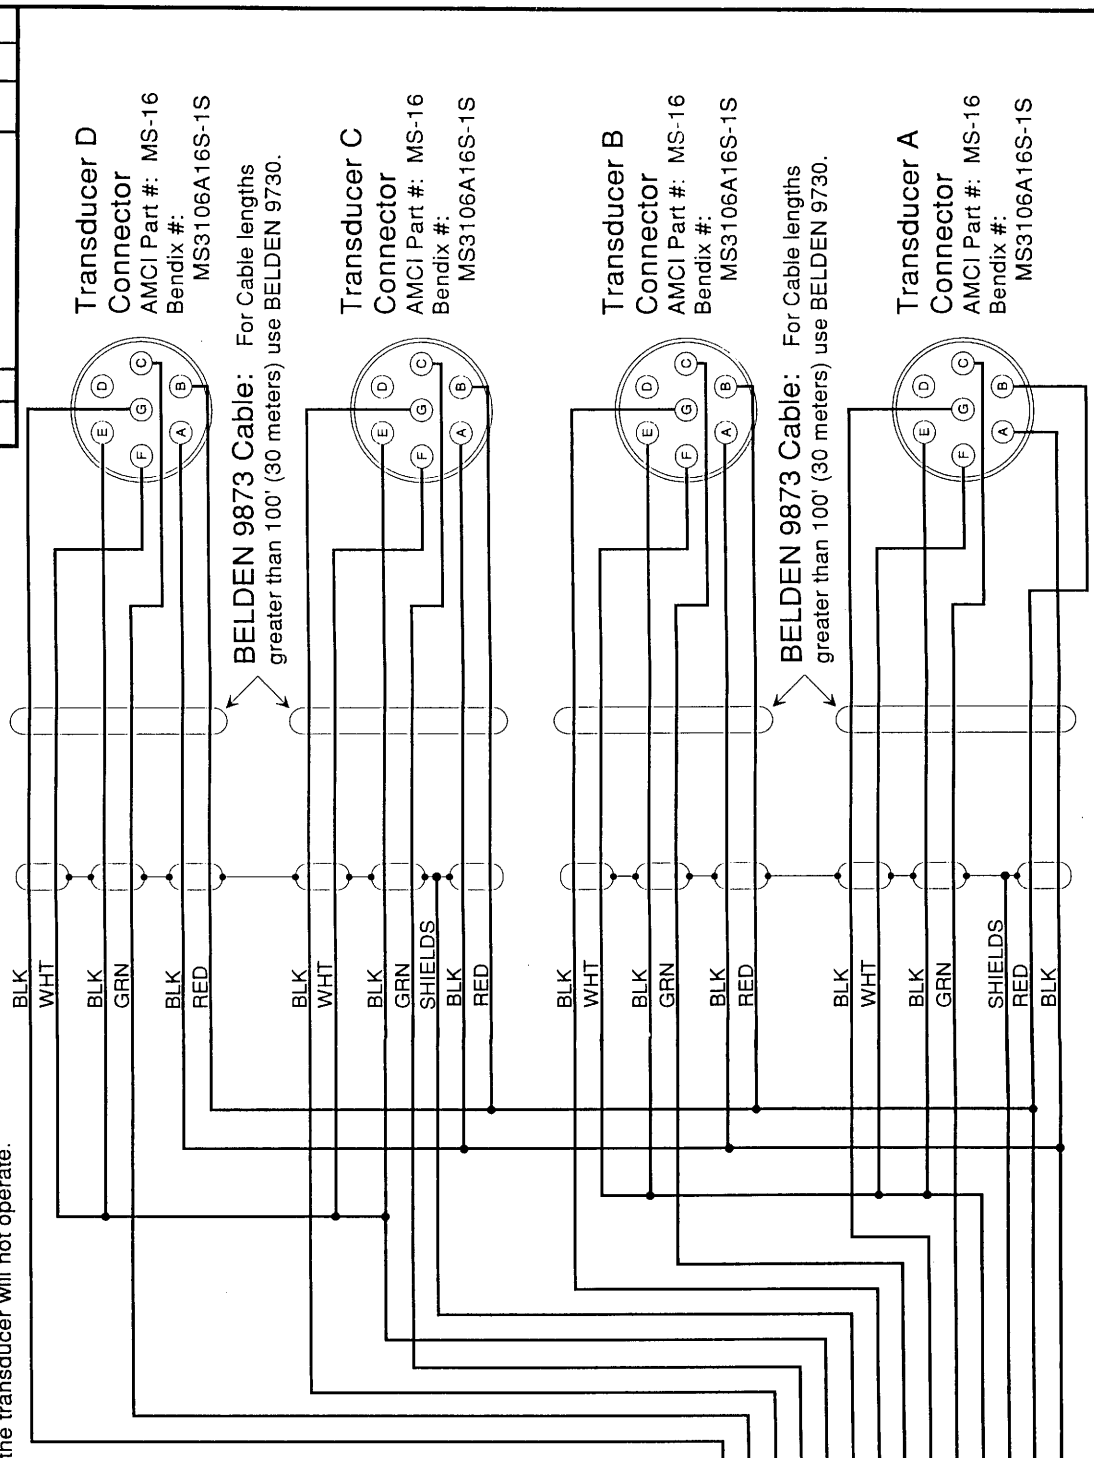 Transducer D
Connector
AMCI Part #: MS-16
Bendix #:
MS3106A16S-1S
D
C
G
B
E
A
F
BELDEN 9873 Cable: For Cable lengths
greater than 100' (30 meters) use BELDEN 9730.
Transducer C
Connector
AMCI Part #: MS-16
Bendix #:
MS3106A16S-1S
D
C
G
B
E
A
F
Transducer B
Connector
AMCI Part #: MS-16
Bendix #:
MS3106A16S-1S
D
C
G
B
E
A
F
BELDEN 9873 Cable: For Cable lengths
greater than 100' (30 meters) use BELDEN 9730.
Transducer A
Connector
AMCI Part #: MS-16
Bendix #:
MS3106A16S-1S
D
C
G
B
E
A
F
BLK
WHT
BLK
GRN
BLK
RED
BLK
WHT
BLK
GRN
SHIELDS
BLK
RED
BLK
WHT
BLK
GRN
BLK
RED
BLK
WHT
BLK
GRN
SHIELDS
RED
BLK
the transducer will not operate.